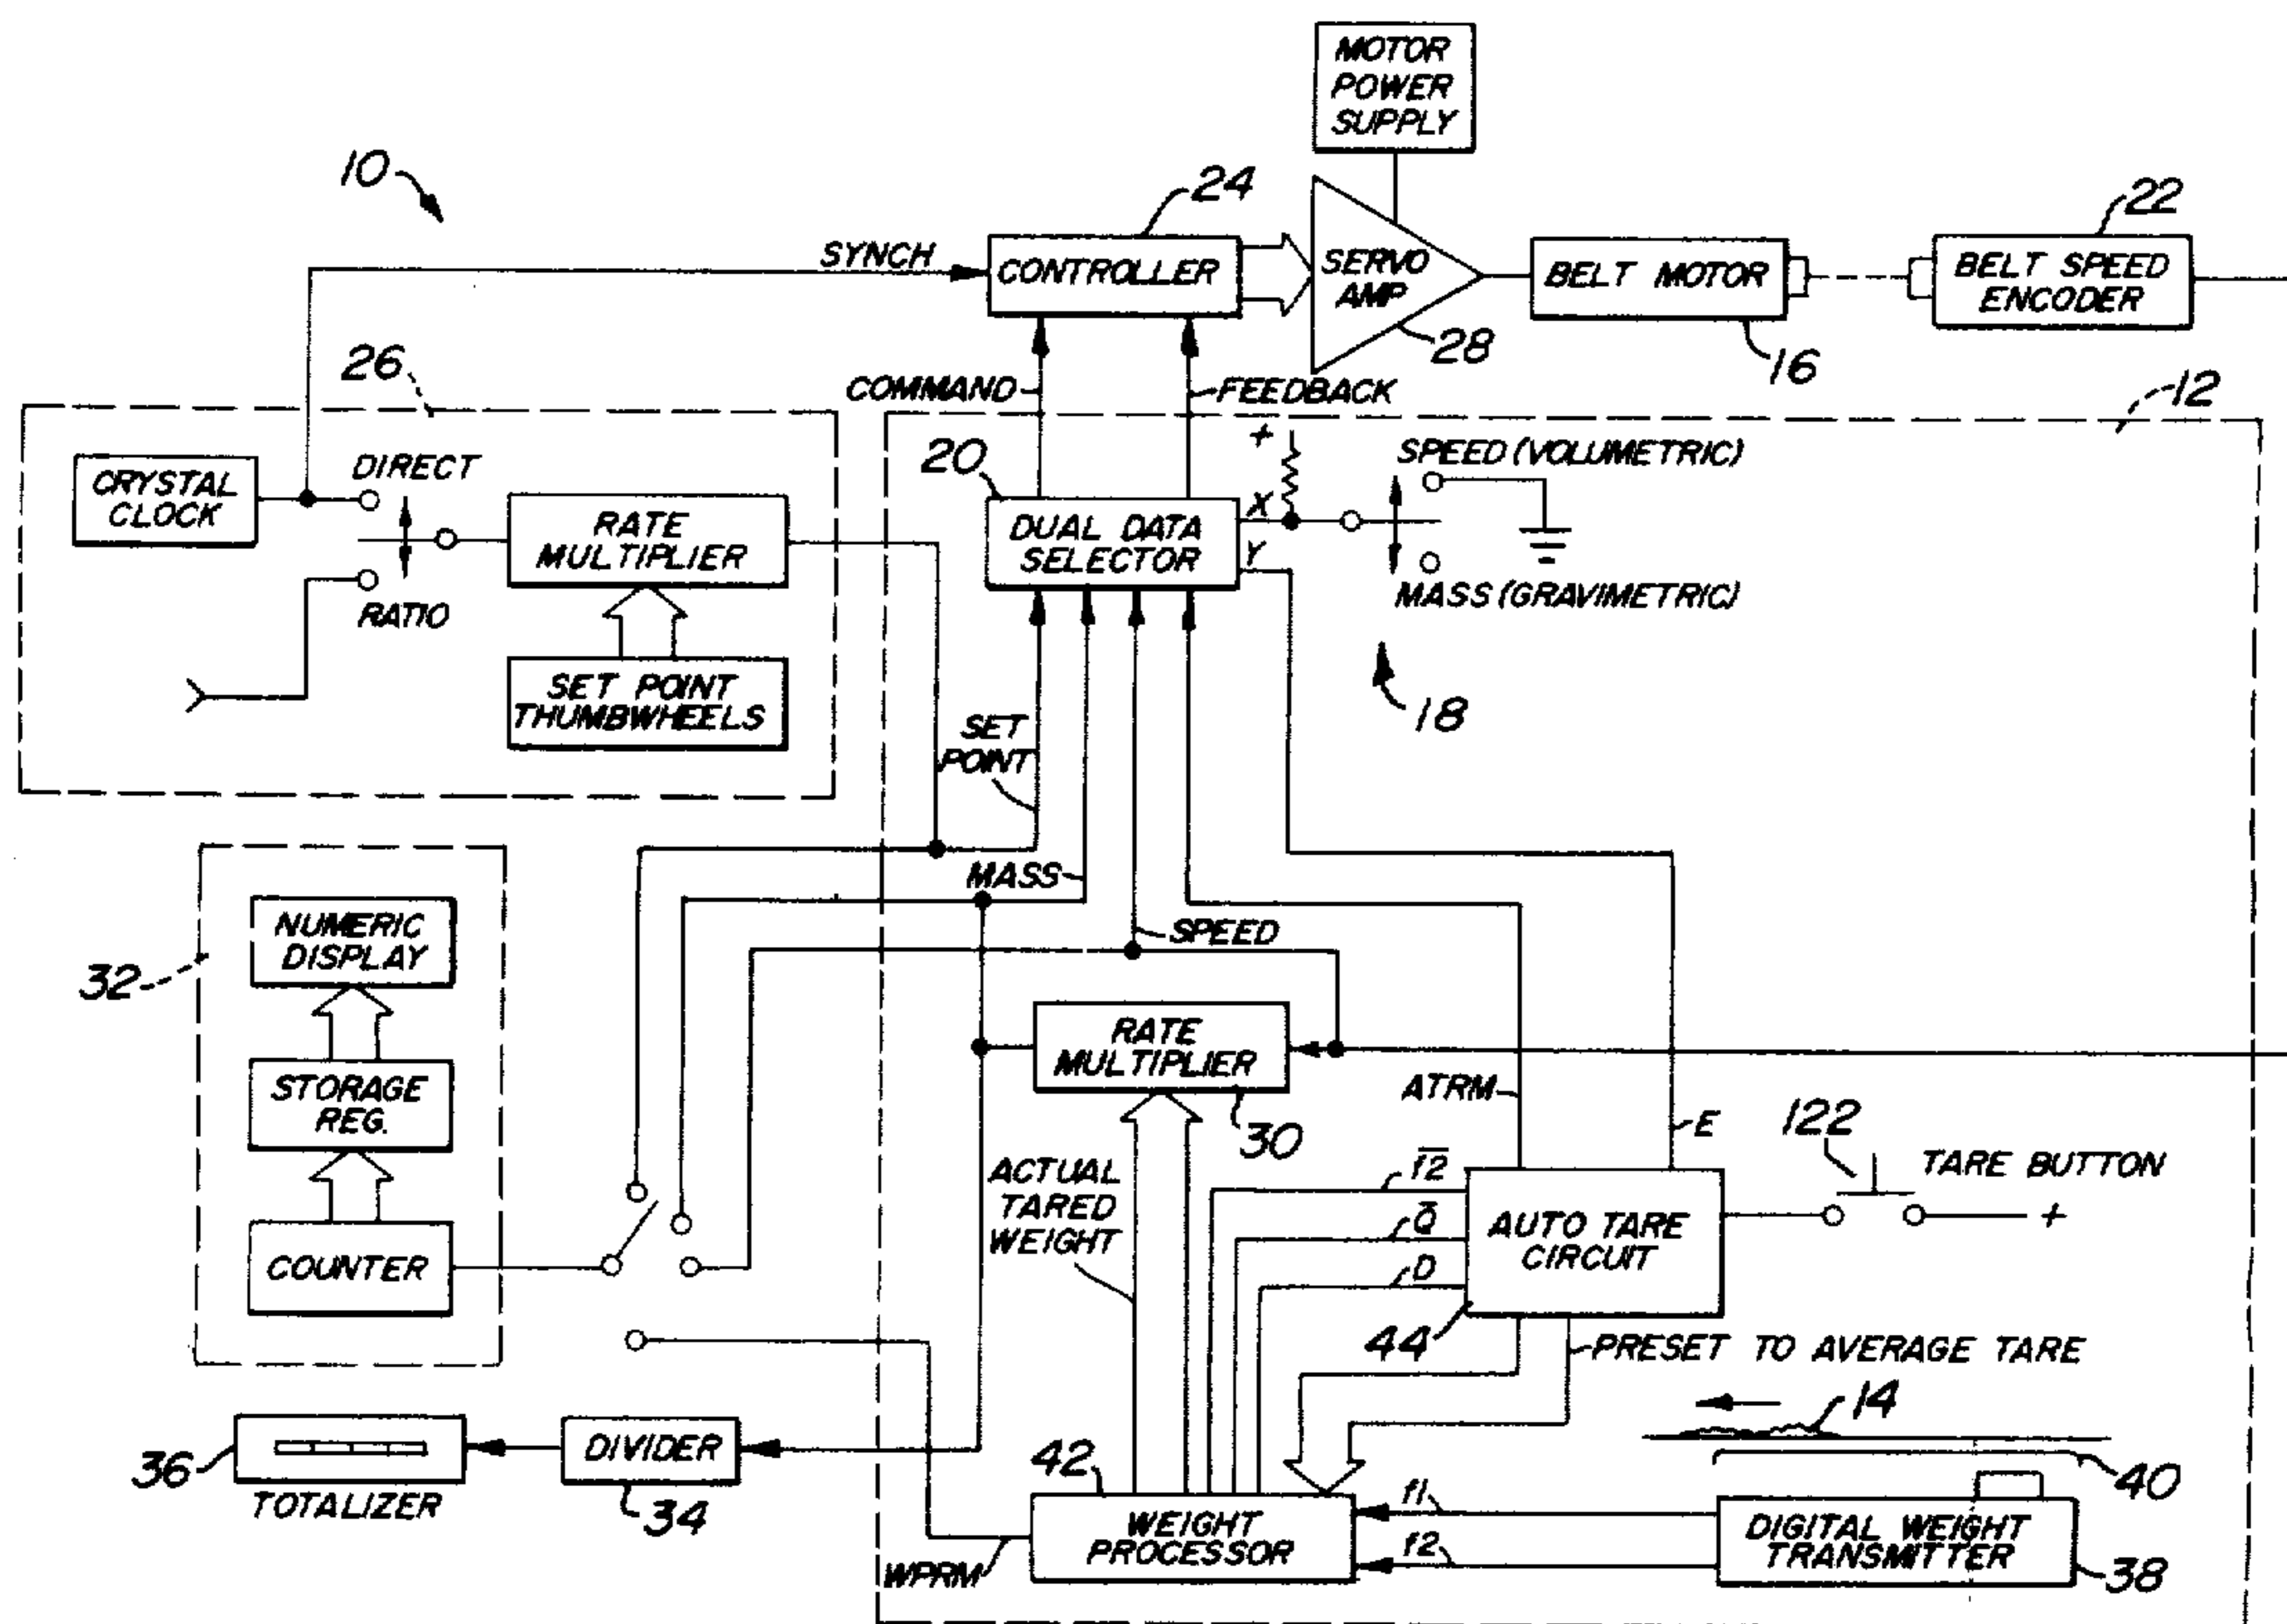 MOTOR
POWER
SUPPLY
10
24
22
SYNCH
CONTROLLER
SERVO
AMP
BELT MOTOR
BELT SPEED
ENCODER
28
16
26
COMMAND
FEEDBACK
12
CRYSTAL
CLOCK
DIRECT
RATIO
RATE
MULTIPLIER
SET POINT
THUMBWHEELS
20
DUAL DATA
SELECTOR
+
X
Y
SPEED (VOLUMETRIC)
MASS (GRAVIMETRIC)
18
SET
POINT
MASS
SPEED
32
NUMERIC
DISPLAY
STORAGE
REG.
COUNTER
RATE
MULTIPLIER
30
ATRM
E
122
TARE BUTTON
+
ACTUAL
TARED
WEIGHT
f̅2̅
Q̅
D
AUTO TARE
CIRCUIT
44
PRESET TO AVERAGE TARE
14
40
36
TOTALIZER
DIVIDER
34
42
WEIGHT
PROCESSOR
WPRM
f1
f2
DIGITAL WEIGHT
TRANSMITTER
38